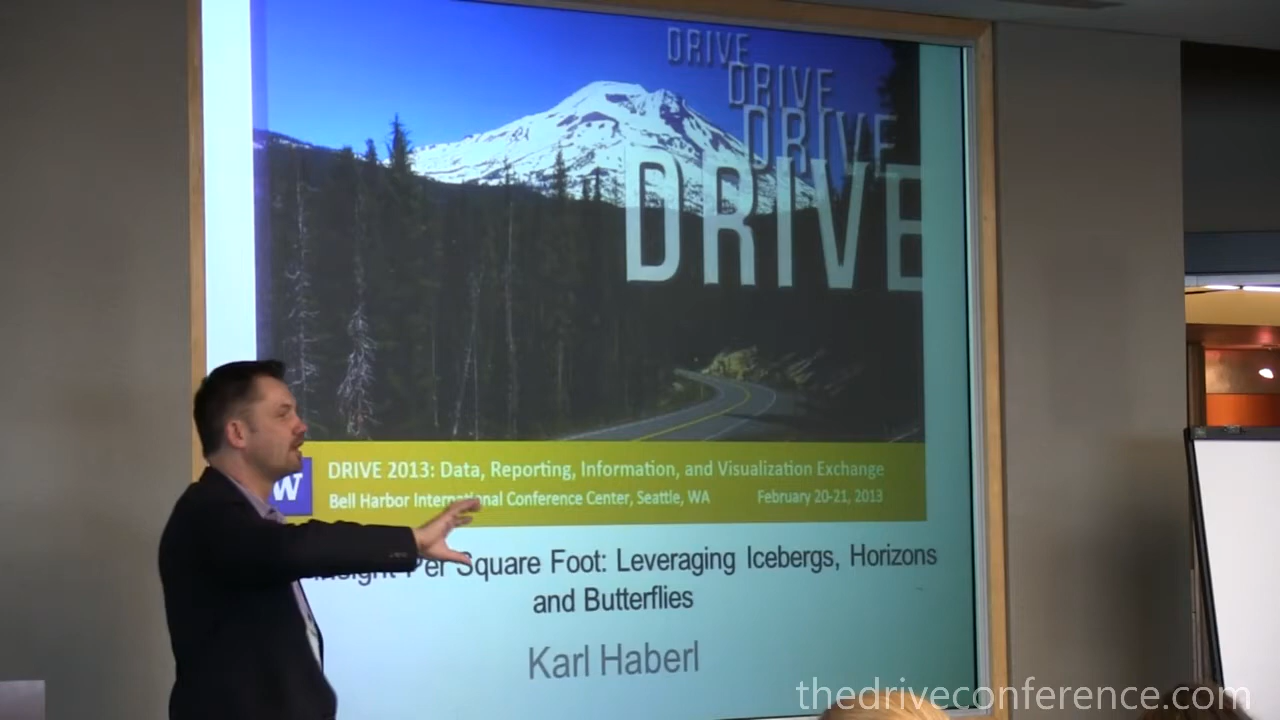 DRIVE
DRIVE
DRIVE
DRIVE
W
DRIVE 2013: Data, Reporting, Information, and Visualization Exchange
Bell Harbor International Conference Center, Seattle, WA February 20-21, 2013
Insight Per Square Foot: Leveraging Icebergs, Horizons
and Butterflies
Karl Haberl
thedriveconference.com